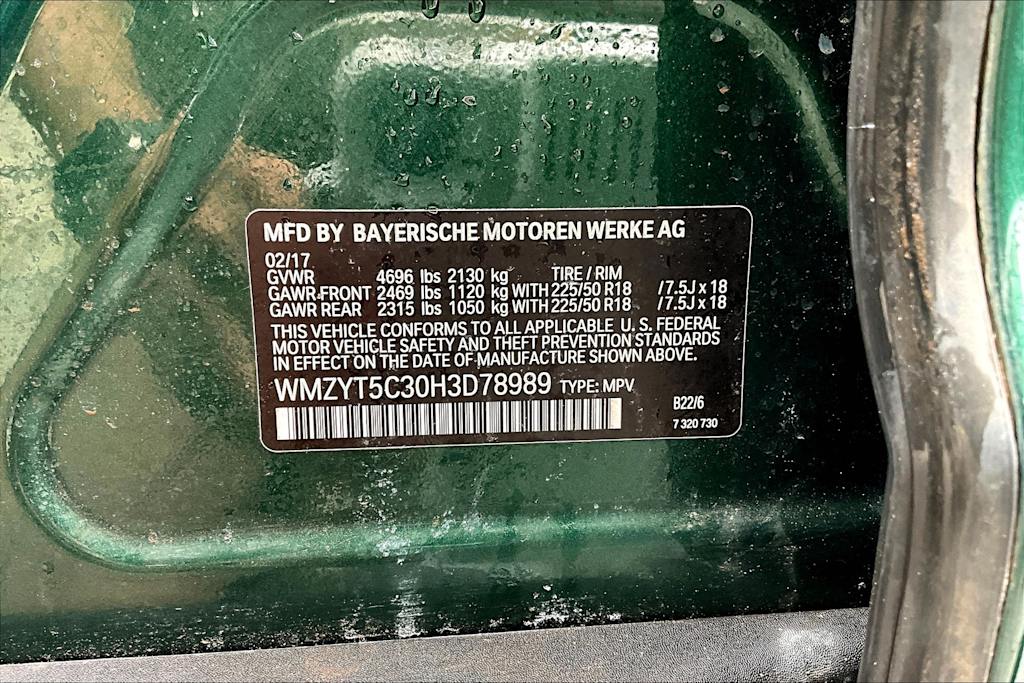 MFD BY BAYERISCHE MOTOREN WERKE AG
02/17
GVWR 4696 lbs 2130 kg TIRE / RIM
GAWR FRONT 2469 lbs 1120 kg WITH 225/50 R18 /7.5J x 18
GAWR REAR 2315 lbs 1050 kg WITH 225/50 R18 /7.5J x 18
THIS VEHICLE CONFORMS TO ALL APPLICABLE U. S. FEDERAL
MOTOR VEHICLE SAFETY AND THEFT PREVENTION STANDARDS
IN EFFECT ON THE DATE OF MANUFACTURE SHOWN ABOVE.
WMZYT5C30H3D78989 TYPE: MPV
B22/6
7 320 730